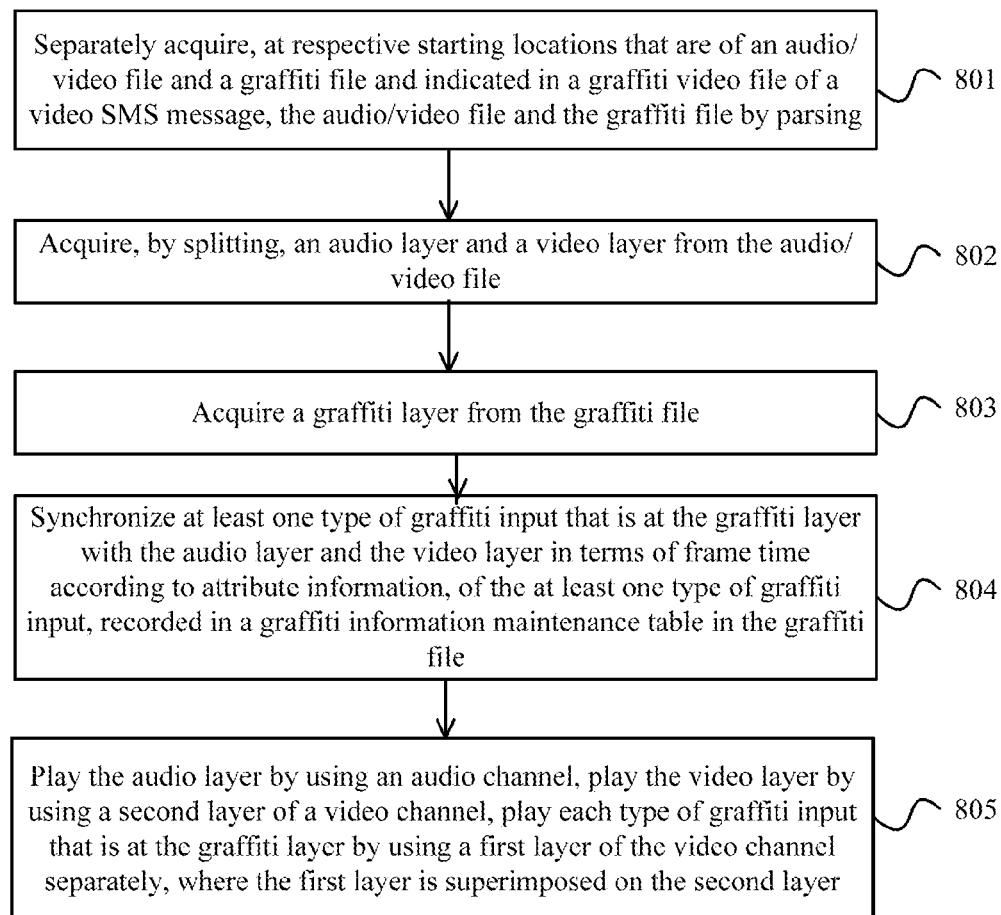 Separately acquire, at respective starting locations that are of an audio/
video file and a graffiti file and indicated in a graffiti video file of a
video SMS message, the audio/video file and the graffiti file by parsing
801
Acquire, by splitting, an audio layer and a video layer from the audio/
video file
802
Acquire a graffiti layer from the graffiti file
803
Synchronize at least one type of graffiti input that is at the graffiti layer
with the audio layer and the video layer in terms of frame time
according to attribute information, of the at least one type of graffiti
input, recorded in a graffiti information maintenance table in the graffiti
file
804
Play the audio layer by using an audio channel, play the video layer by
using a second layer of a video channel, play each type of graffiti input
that is at the graffiti layer by using a first layer of the video channel
separately, where the first layer is superimposed on the second layer
805